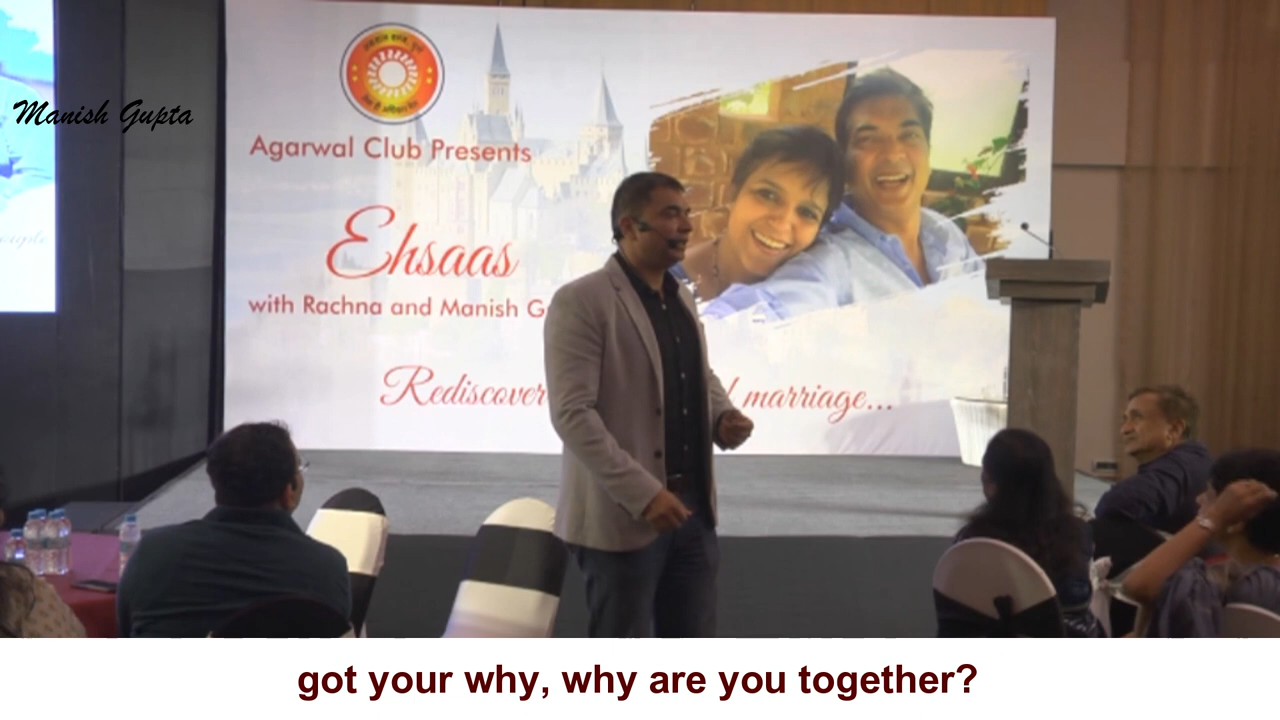 Manish Gupta
Agarwal Club Presents
Ehsaas
with Rachna and Manish G
Rediscover
marriage...
got your why, why are you together?